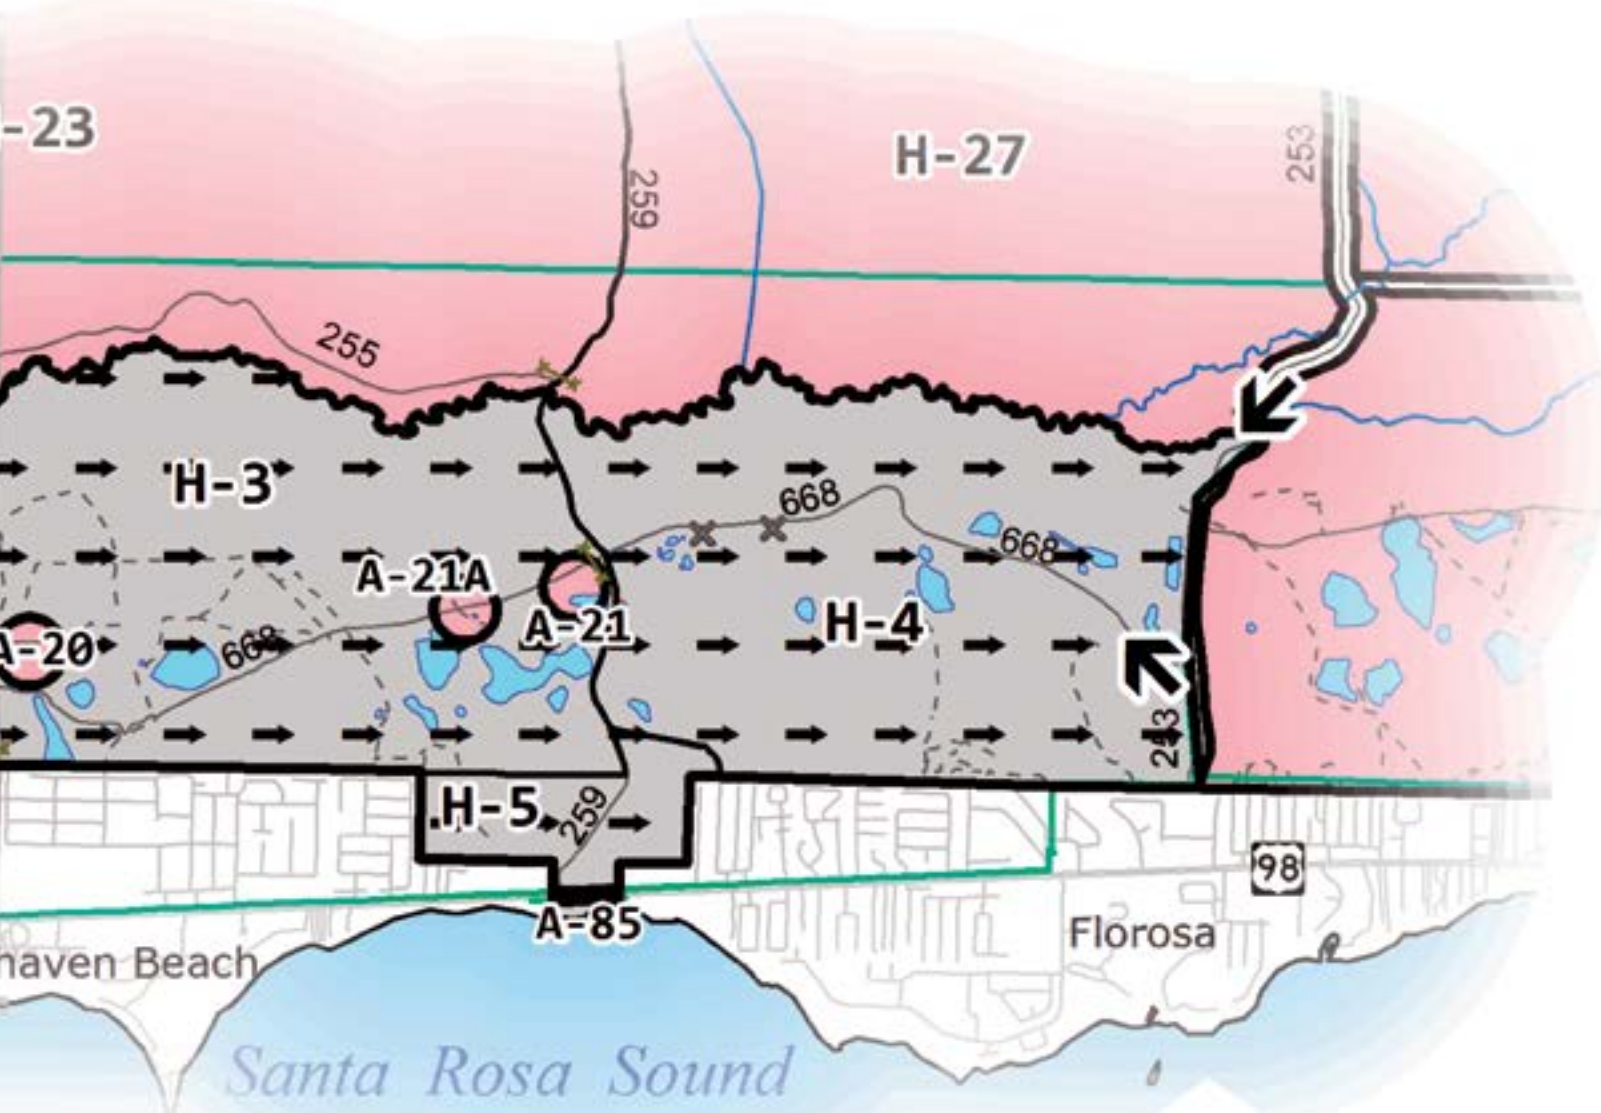 -23
H-27
253
259
255
H-3
668
668
A-21A
A-21
H-4
A-20
668
253
H-5
259
98
A-85
Florosa
haven Beach
Santa Rosa Sound